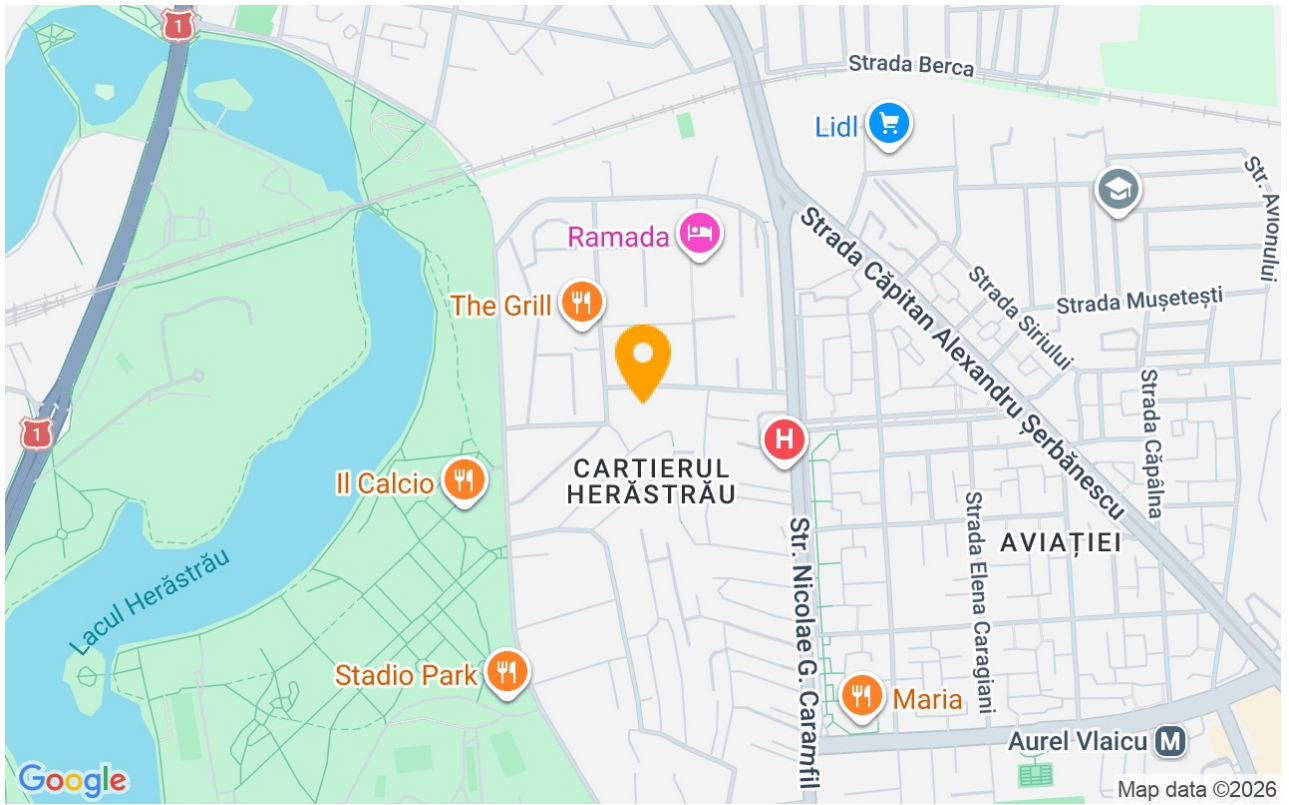 1
Strada Berca
Lidl
Str. Avionului
Ramada
Strada Căpitan Alexandru Șerbănescu
The Grill
Strada Siriului
Strada Mușetești
Strada Căpâlna
1
H
Il Calcio
CARTIERUL
HERĂSTRĂU
Strada Elena Caragiani
AVIAȚIEI
Str. Nicolae G. Caramfil
Lacul Herăstrău
Stadio Park
Maria
Aurel Vlaicu M
Google
Map data ©2026